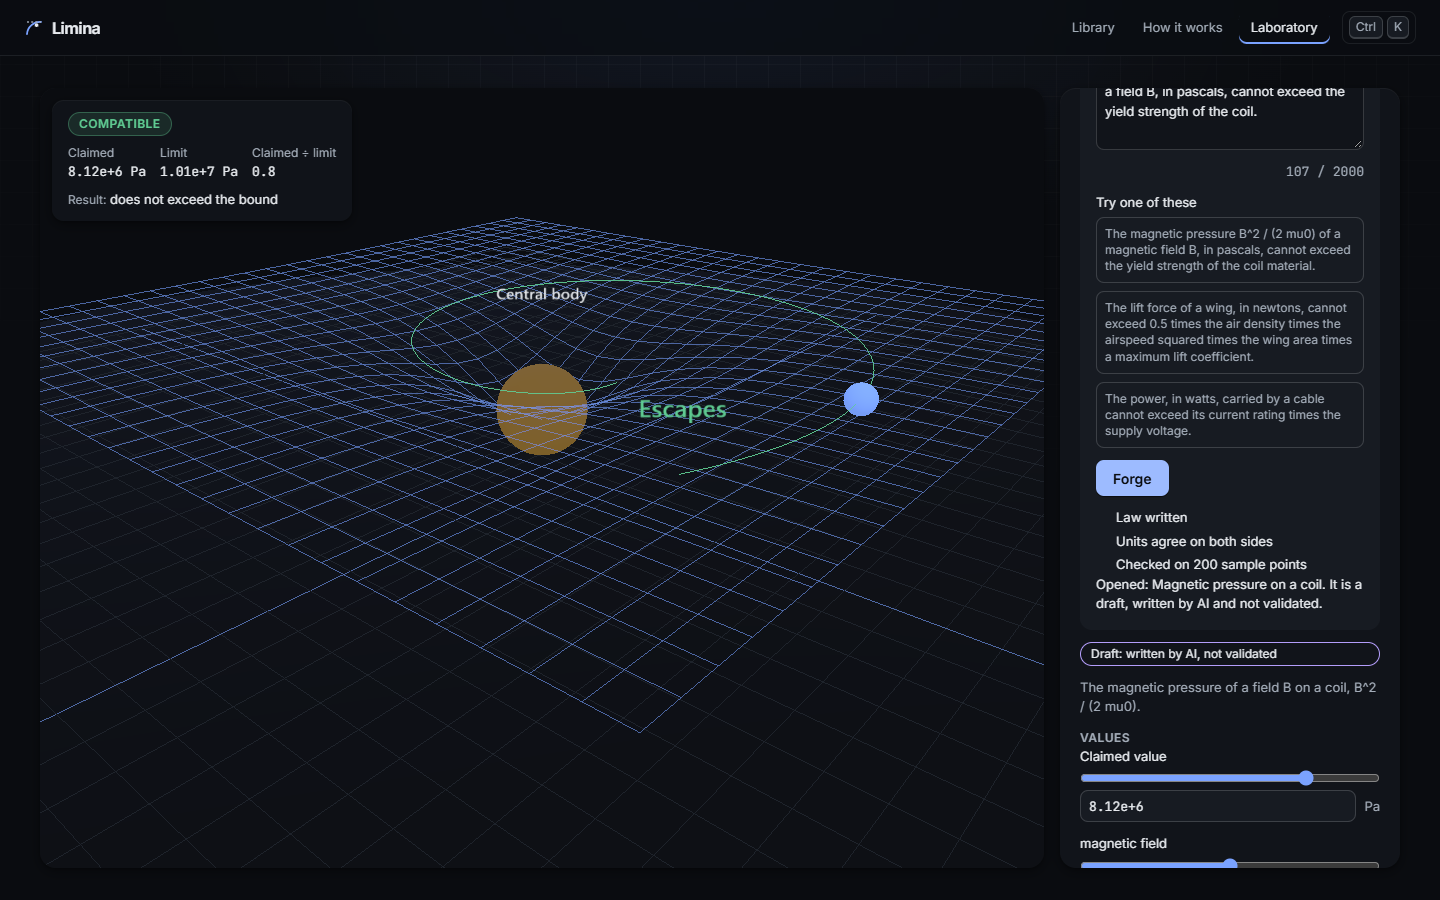 Limina
Library
How it works
Laboratory
Ctrl
K
COMPATIBLE
Claimed
Limit
Claimed ÷ limit
8.12e+6 Pa
1.01e+7 Pa
0.8
Result: does not exceed the bound
Central body
Escapes
a field B, in pascals, cannot exceed the
yield strength of the coil.
107 / 2000
Try one of these
The magnetic pressure B^2 / (2 mu0) of a
magnetic field B, in pascals, cannot exceed
the yield strength of the coil material.
The lift force of a wing, in newtons, cannot
exceed 0.5 times the air density times the
airspeed squared times the wing area times
a maximum lift coefficient.
The power, in watts, carried by a cable
cannot exceed its current rating times the
supply voltage.
Forge
Law written
Units agree on both sides
Checked on 200 sample points
Opened: Magnetic pressure on a coil. It is a
draft, written by AI and not validated.
Draft: written by AI, not validated
The magnetic pressure of a field B on a coil, B^2
/ (2 mu0).
VALUES
Claimed value
8.12e+6
Pa
magnetic field